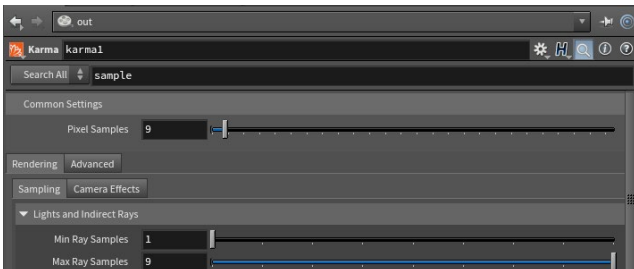 out
Karma karma1
Search All sample
Common Settings
Pixel Samples 9
Rendering Advanced
Sampling Camera Effects
Lights and Indirect Rays
Min Ray Samples 1
Max Ray Samples 9